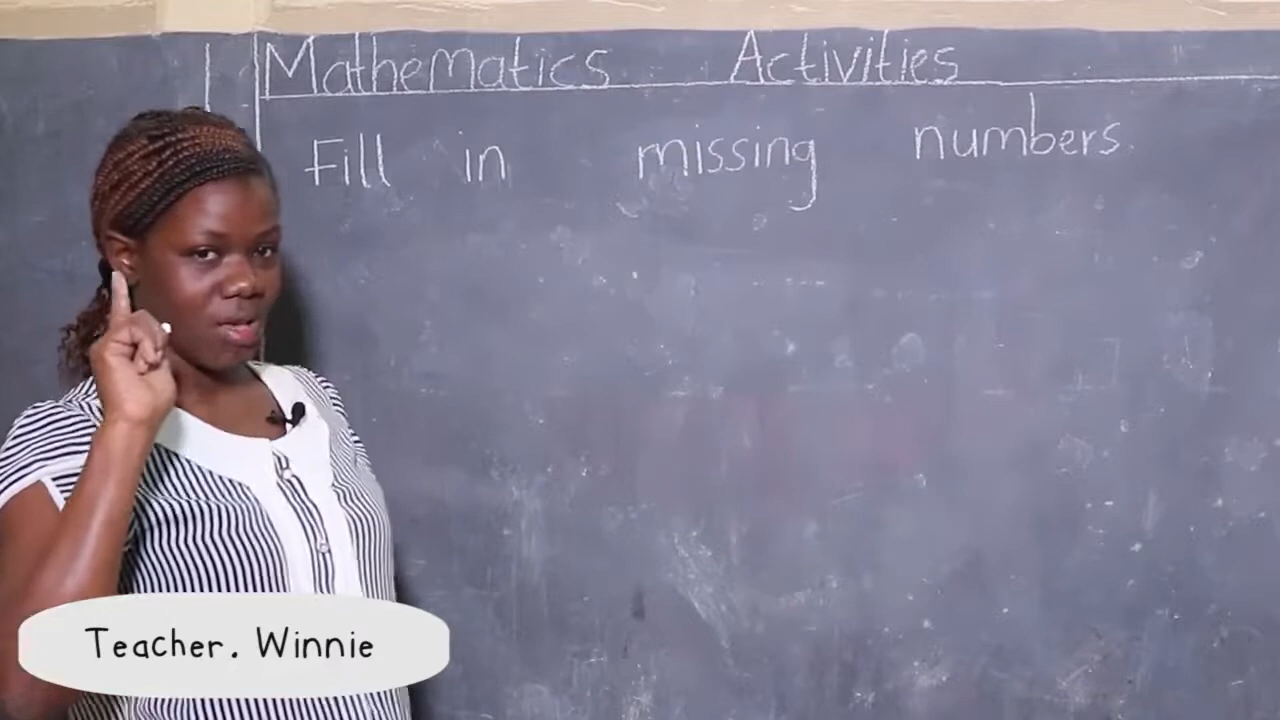 Mathematics Activities
Fill in missing numbers.
Teacher. Winnie